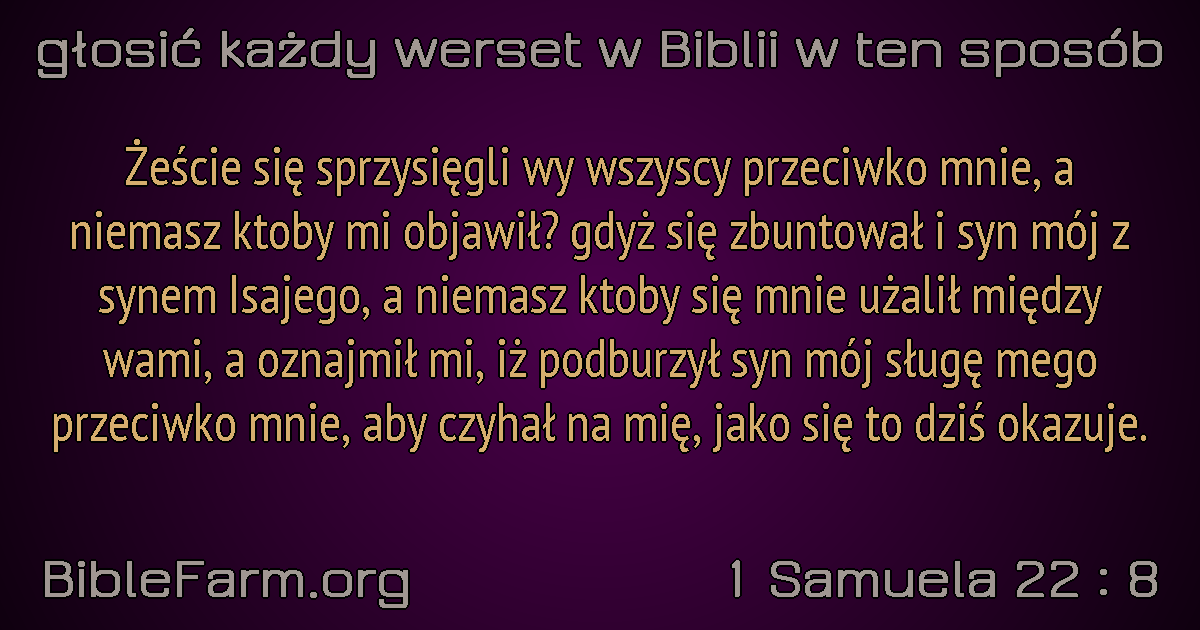 głosić każdy werset w Biblii w ten sposób
Żeście się sprzysięgli wy wszyscy przeciwko mnie, a
niemasz ktoby mi objawił? gdyż się zbuntował i syn mój z
synem Isajego, a niemasz ktoby się mnie użalił między
wami, a oznajmił mi, iż podburzył syn mój sługę mego
przeciwko mnie, aby czyhał na mię, jako się to dziś okazuje.
BibleFarm.org
1 Samuela 22 : 8